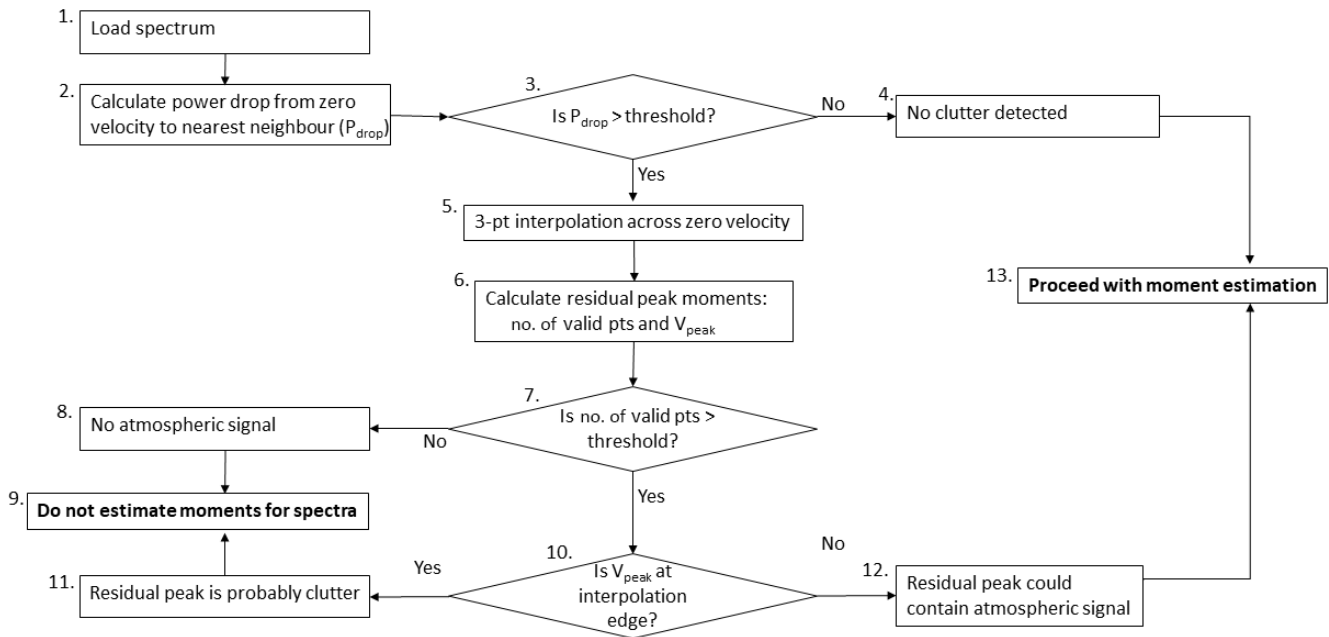 1.
Load spectrum
2.
Calculate power drop from zero
velocity to nearest neighbour (Pdrop)
3.
Is Pdrop > threshold?
No
4.
No clutter detected
Yes
5.
3-pt interpolation across zero velocity
6.
Calculate residual peak moments:
no. of valid pts and Vpeak
13.
Proceed with moment estimation
7.
Is no. of valid pts >
threshold?
No
8.
No atmospheric signal
9.
Do not estimate moments for spectra
Yes
10.
Is Vpeak at
interpolation
edge?
Yes
11.
Residual peak is probably clutter
No
12.
Residual peak could
contain atmospheric signal